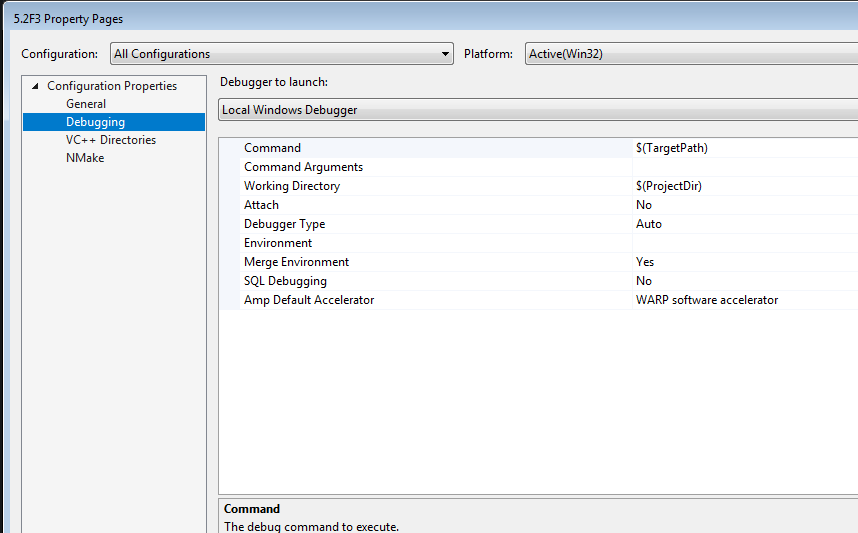 5.2F3 Property Pages
Configuration: All Configurations Platform: Active(Win32)
Configuration Properties
General
Debugging
VC++ Directories
NMake
Debugger to launch:
Local Windows Debugger
Command $(TargetPath)
Command Arguments
Working Directory $(ProjectDir)
Attach No
Debugger Type Auto
Environment
Merge Environment Yes
SQL Debugging No
Amp Default Accelerator WARP software accelerator
Command
The debug command to execute.